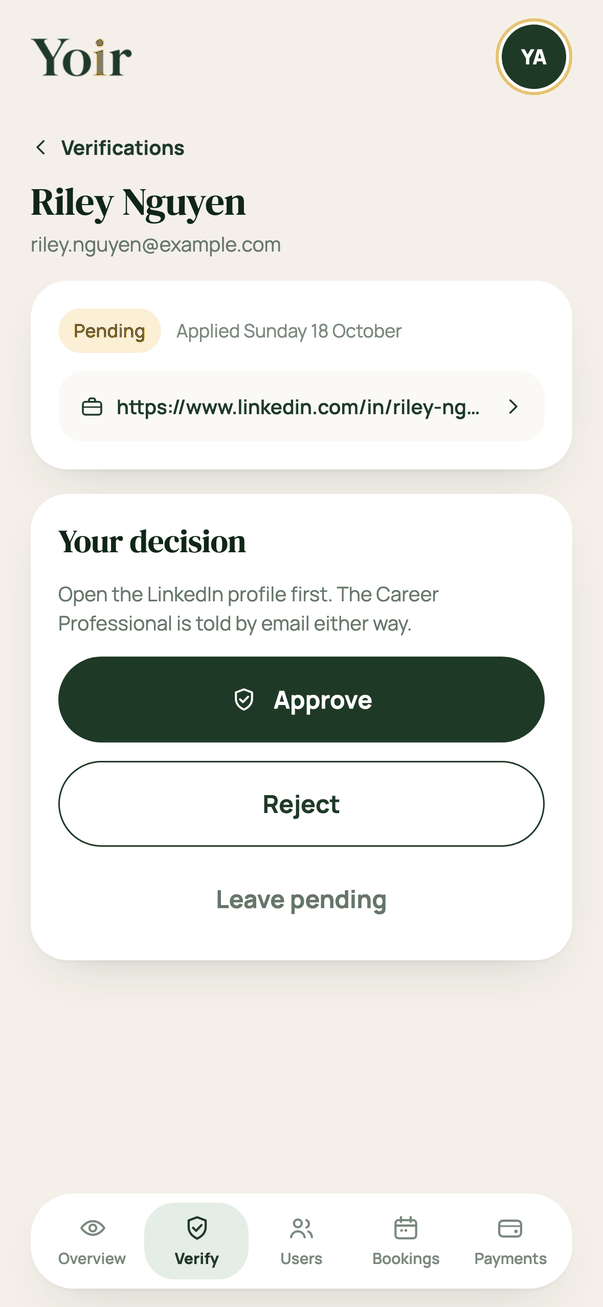 Yoir
YA
Verifications
Riley Nguyen
riley.nguyen@example.com
Pending
Applied Sunday 18 October
https://www.linkedin.com/in/riley-ng...
Your decision
Open the LinkedIn profile first. The Career
Professional is told by email either way.
Approve
Reject
Leave pending
Overview
Verify
Users
Bookings
Payments